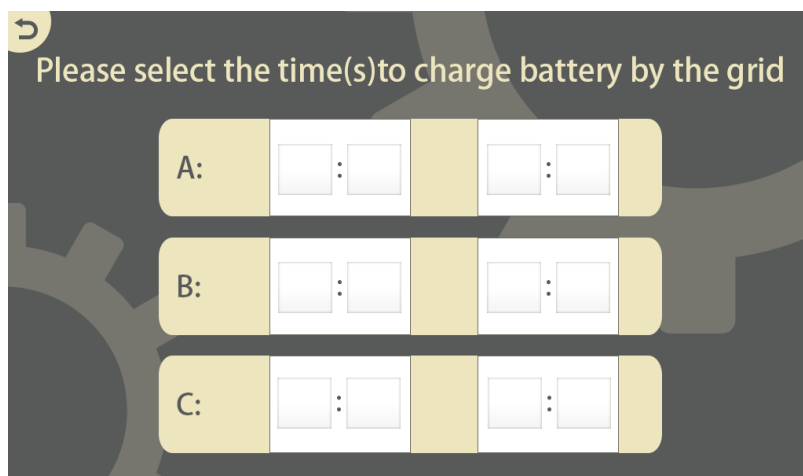 Please select the time(s)to charge battery by the grid
A: : :
B: : :
C: : :